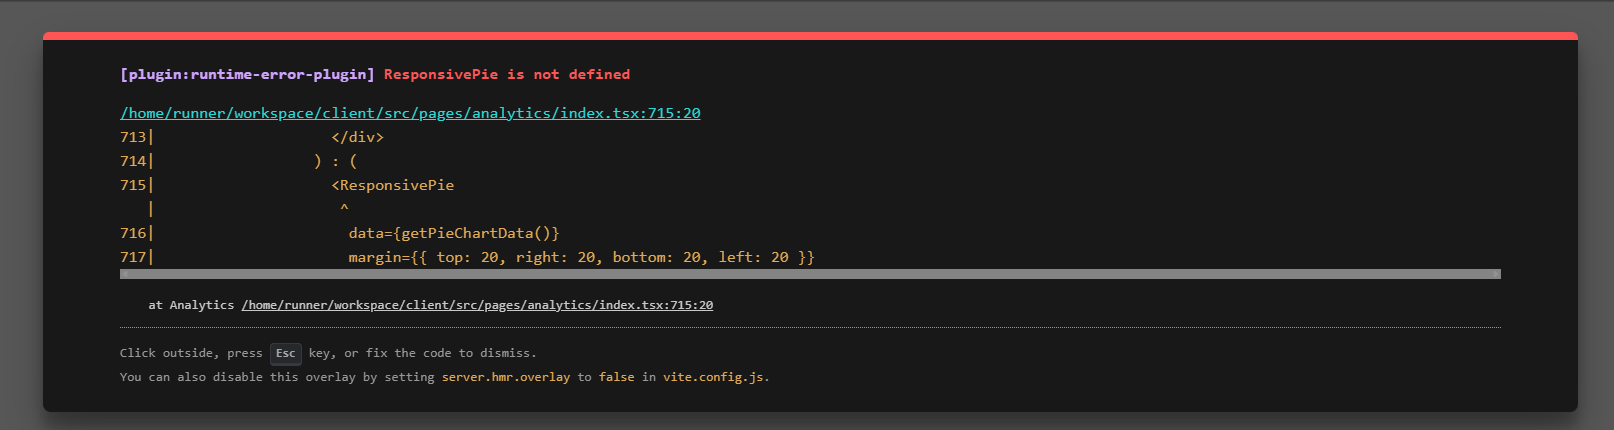 [plugin:runtime-error-plugin] ResponsivePie is not defined
/home/runner/workspace/client/src/pages/analytics/index.tsx:715:20
713|                    </div>
714|                  ) : (
715|                    <ResponsivePie
   |                     ^
716|                      data={getPieChartData()}
717|                      margin={{ top: 20, right: 20, bottom: 20, left: 20 }}
at Analytics /home/runner/workspace/client/src/pages/analytics/index.tsx:715:20
Click outside, press Esc key, or fix the code to dismiss.
You can also disable this overlay by setting server.hmr.overlay to false in vite.config.js.